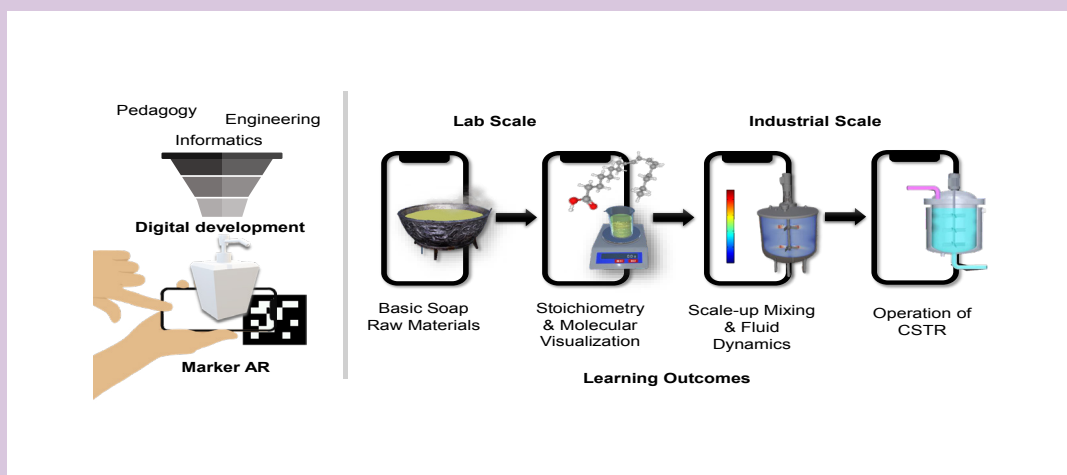 Pedagogy
Engineering
Informatics
Digital development
Marker AR
Lab Scale
Industrial Scale
Basic Soap
Raw Materials
Stoichiometry
& Molecular
Visualization
Scale-up Mixing
& Fluid
Dynamics
Operation of
CSTR
Learning Outcomes